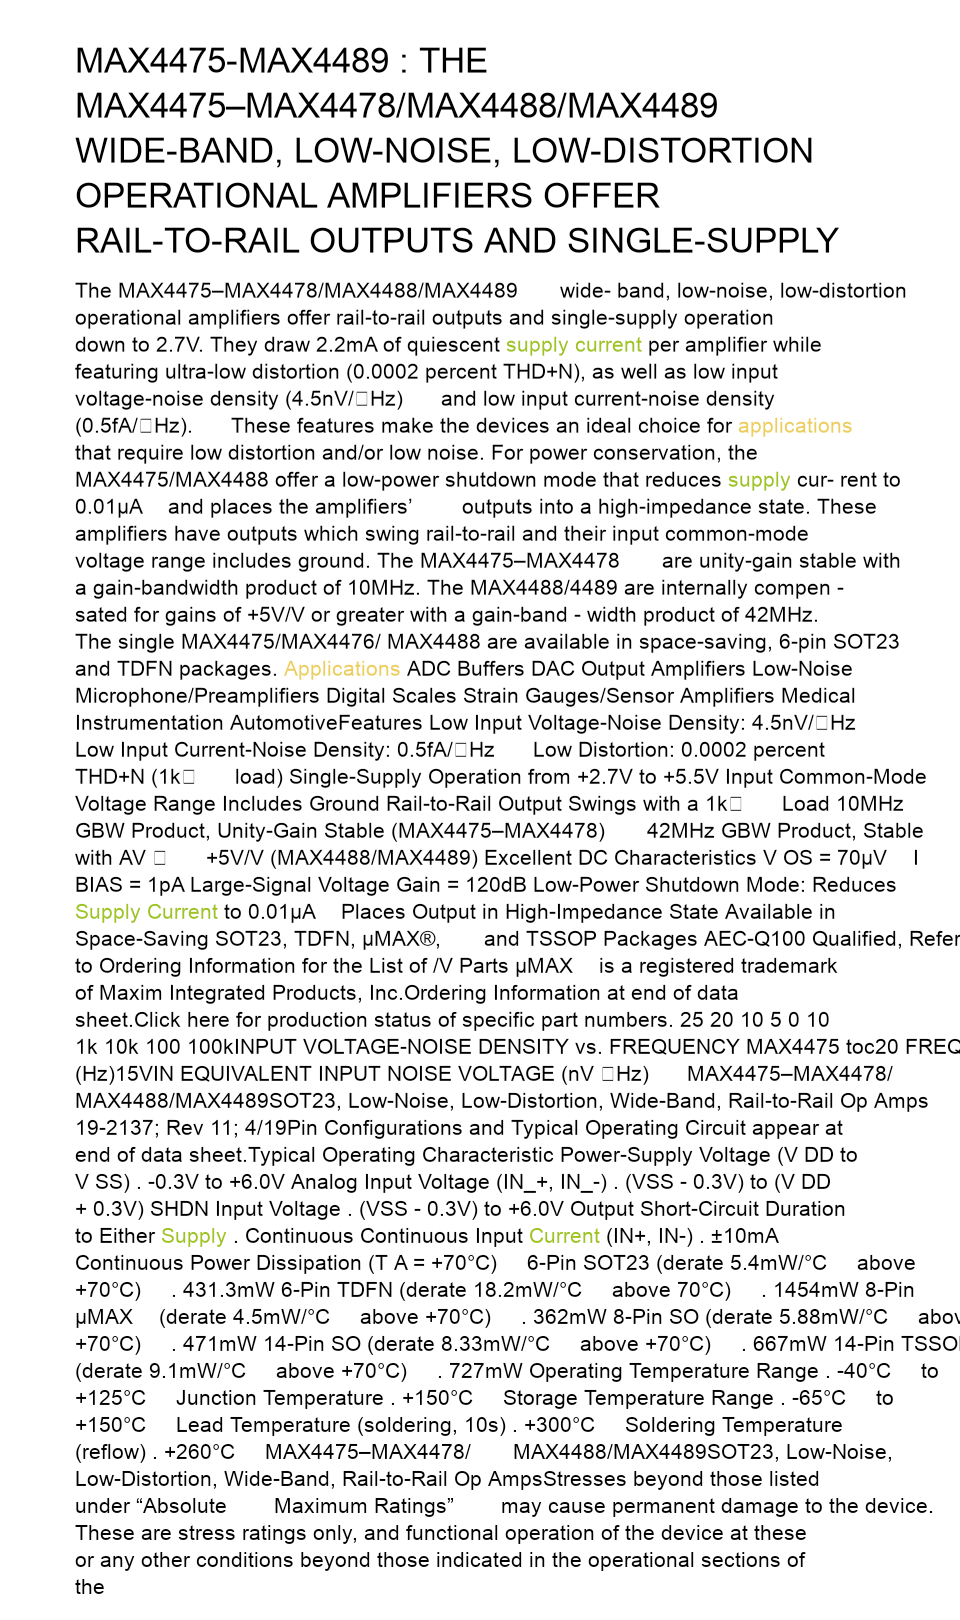 MAX4475-MAX4489 : THE
MAX4475–MAX4478/MAX4488/MAX4489
WIDE-BAND, LOW-NOISE, LOW-DISTORTION
OPERATIONAL AMPLIFIERS OFFER
RAIL-TO-RAIL OUTPUTS AND SINGLE-SUPPLY
The MAX4475–MAX4478/MAX4488/MAX4489 wide- band, low-noise, low-distortion
operational amplifiers offer rail-to-rail outputs and single-supply operation
down to 2.7V. They draw 2.2mA of quiescent supply current per amplifier while
featuring ultra-low distortion (0.0002 percent THD+N), as well as low input
voltage-noise density (4.5nV/□Hz) and low input current-noise density
(0.5fA/□Hz). These features make the devices an ideal choice for applications
that require low distortion and/or low noise. For power conservation, the
MAX4475/MAX4488 offer a low-power shutdown mode that reduces supply cur- rent to
0.01µA and places the amplifiers’ outputs into a high-impedance state. These
amplifiers have outputs which swing rail-to-rail and their input common-mode
voltage range includes ground. The MAX4475–MAX4478 are unity-gain stable with
a gain-bandwidth product of 10MHz. The MAX4488/4489 are internally compen -
sated for gains of +5V/V or greater with a gain-band - width product of 42MHz.
The single MAX4475/MAX4476/ MAX4488 are available in space-saving, 6-pin SOT23
and TDFN packages. Applications ADC Buffers DAC Output Amplifiers Low-Noise
Microphone/Preamplifiers Digital Scales Strain Gauges/Sensor Amplifiers Medical
Instrumentation AutomotiveFeatures Low Input Voltage-Noise Density: 4.5nV/□Hz
Low Input Current-Noise Density: 0.5fA/□Hz Low Distortion: 0.0002 percent
THD+N (1k□ load) Single-Supply Operation from +2.7V to +5.5V Input Common-Mode
Voltage Range Includes Ground Rail-to-Rail Output Swings with a 1k□ Load 10MHz
GBW Product, Unity-Gain Stable (MAX4475–MAX4478) 42MHz GBW Product, Stable
with AV □ +5V/V (MAX4488/MAX4489) Excellent DC Characteristics V OS = 70µV I
BIAS = 1pA Large-Signal Voltage Gain = 120dB Low-Power Shutdown Mode: Reduces
Supply Current to 0.01µA Places Output in High-Impedance State Available in
Space-Saving SOT23, TDFN, µMAX®, and TSSOP Packages AEC-Q100 Qualified, Refer
to Ordering Information for the List of /V Parts µMAX is a registered trademark
of Maxim Integrated Products, Inc.Ordering Information at end of data
sheet.Click here for production status of specific part numbers. 25 20 10 5 0 10
1k 10k 100 100kINPUT VOLTAGE-NOISE DENSITY vs. FREQUENCY MAX4475 toc20 FREQ
(Hz)15VIN EQUIVALENT INPUT NOISE VOLTAGE (nV □Hz) MAX4475–MAX4478/
MAX4488/MAX4489SOT23, Low-Noise, Low-Distortion, Wide-Band, Rail-to-Rail Op Amps
19-2137; Rev 11; 4/19Pin Configurations and Typical Operating Circuit appear at
end of data sheet.Typical Operating Characteristic Power-Supply Voltage (V DD to
V SS) . -0.3V to +6.0V Analog Input Voltage (IN_+, IN_-) . (VSS - 0.3V) to (V DD
+ 0.3V) SHDN Input Voltage . (VSS - 0.3V) to +6.0V Output Short-Circuit Duration
to Either Supply . Continuous Continuous Input Current (IN+, IN-) . ±10mA
Continuous Power Dissipation (T A = +70°C) 6-Pin SOT23 (derate 5.4mW/°C above
+70°C) . 431.3mW 6-Pin TDFN (derate 18.2mW/°C above 70°C) . 1454mW 8-Pin
µMAX (derate 4.5mW/°C above +70°C) . 362mW 8-Pin SO (derate 5.88mW/°C abov
+70°C) . 471mW 14-Pin SO (derate 8.33mW/°C above +70°C) . 667mW 14-Pin TSSO
(derate 9.1mW/°C above +70°C) . 727mW Operating Temperature Range . -40°C to
+125°C Junction Temperature . +150°C Storage Temperature Range . -65°C to
+150°C Lead Temperature (soldering, 10s) . +300°C Soldering Temperature
(reflow) . +260°C MAX4475–MAX4478/ MAX4488/MAX4489SOT23, Low-Noise,
Low-Distortion, Wide-Band, Rail-to-Rail Op AmpsStresses beyond those listed
under “Absolute Maximum Ratings” may cause permanent damage to the device.
These are stress ratings only, and functional operation of the device at these
or any other conditions beyond those indicated in the operational sections of
the